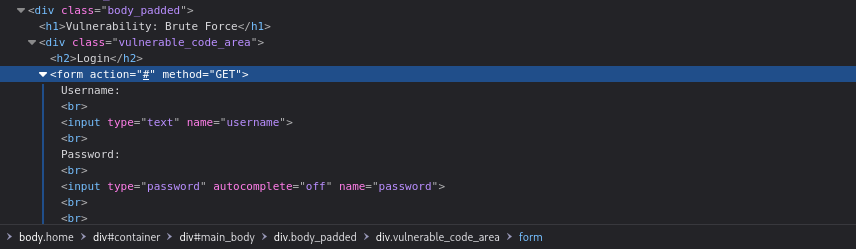 <div class="body_padded">
<h1>Vulnerability: Brute Force</h1>
<div class="vulnerable_code_area">
<h2>Login</h2>
<form action="#" method="GET">
Username:
<br>
<input type="text" name="username">
<br>
Password:
<br>
<input type="password" autocomplete="off" name="password">
<br>
<br>
body.home > div#container > div#main_body > div.body_padded > div.vulnerable_code_area > form